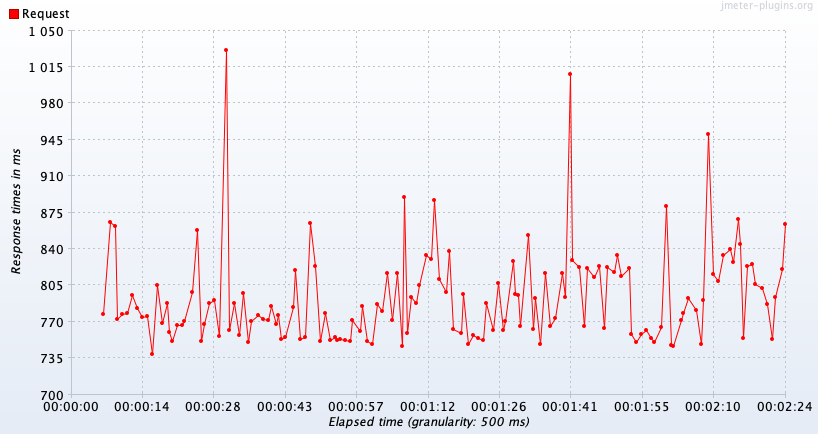 jmeter-plugins.org
Request
1 050
1 015
980
945
910
875
840
805
770
735
700
Response times in ms
00:00:00 00:00:14 00:00:28 00:00:43 00:00:57 00:01:12 00:01:26 00:01:41 00:01:55 00:02:10 00:02:24
Elapsed time (granularity: 500 ms)